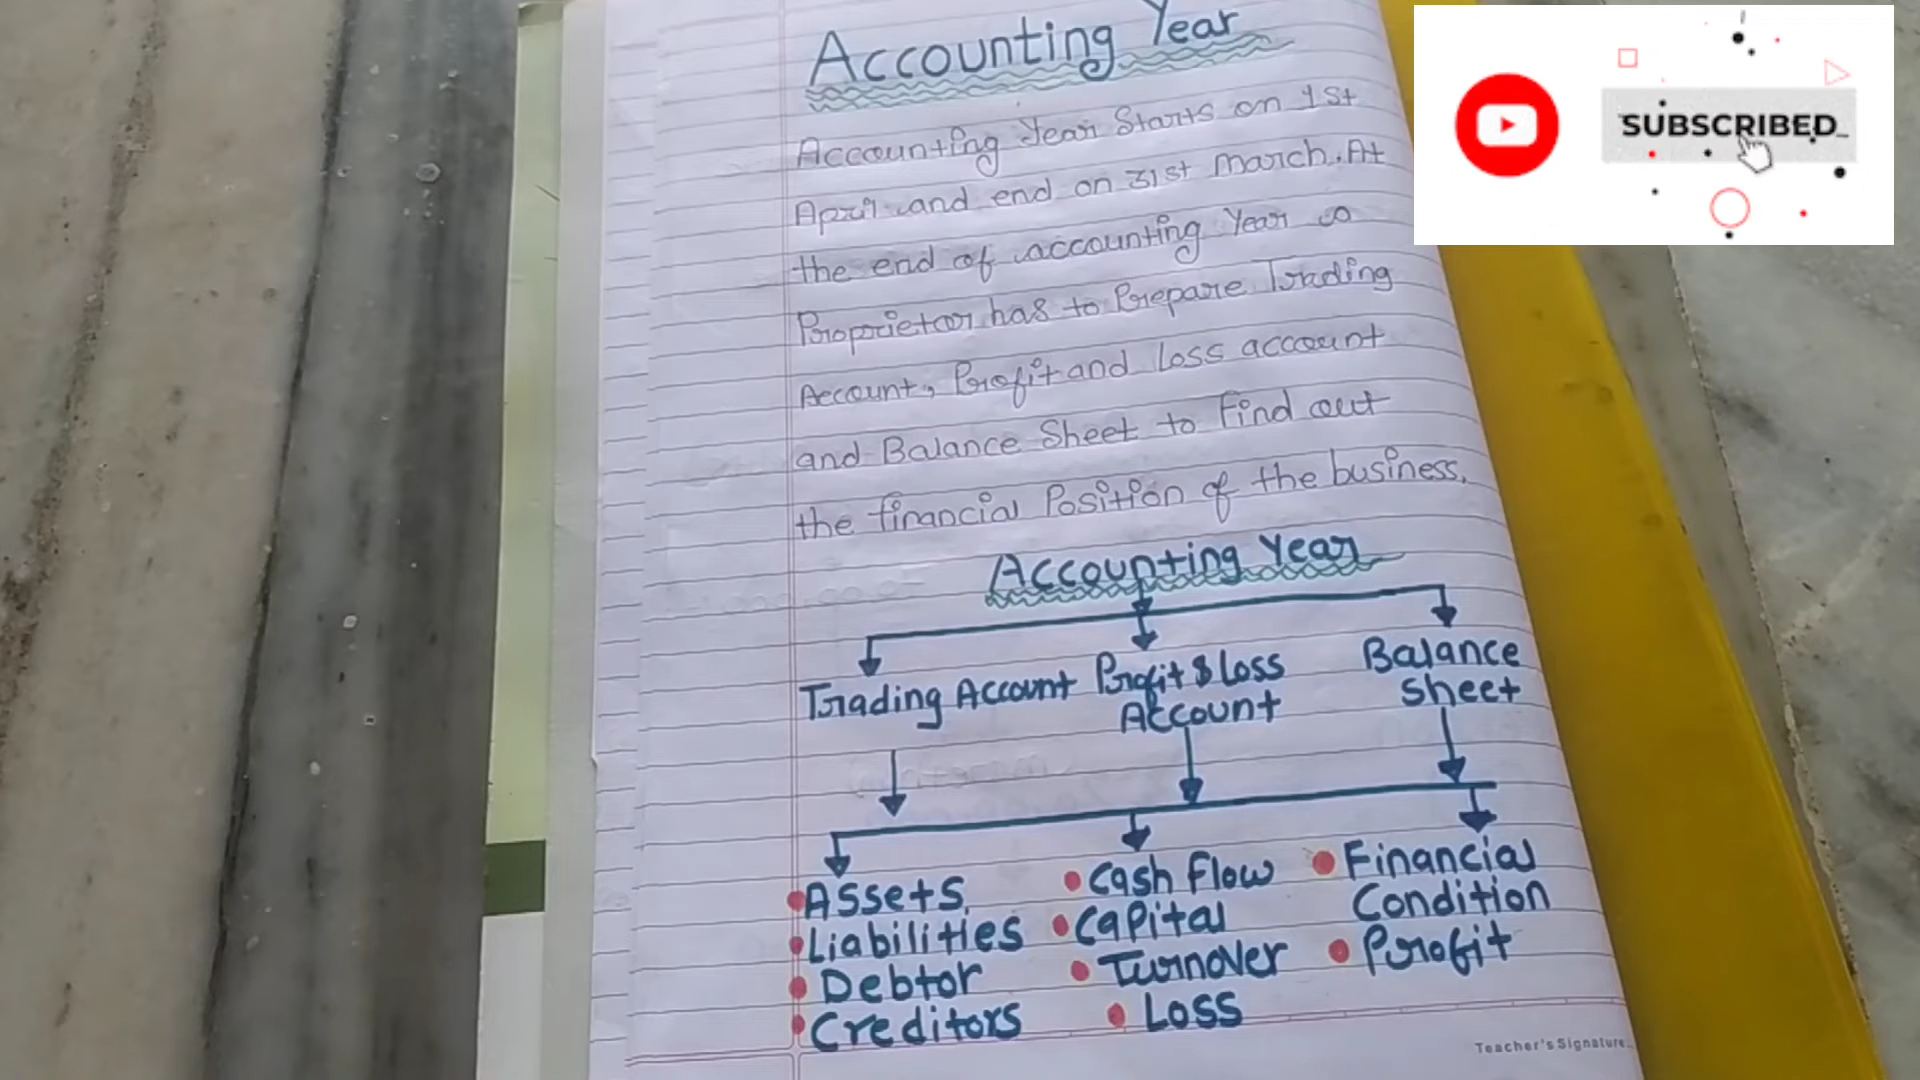 Accounting Year
Accounting Year Starts on 1st
April and end on 31st march. At
the end of accounting Year a
Proprietor has to Prepare Trading
Account, Profit and Loss account
and Balance Sheet to Find out
the financial Position of the business.
Accounting Year
Trading Account
Profit & Loss
Account
Balance
Sheet
Assets
Liabilities
Debtor
Creditors
Cash Flow
Capital
Turnover
Loss
Financial
Condition
Profit
Teacher's Signature
SUBSCRIBED